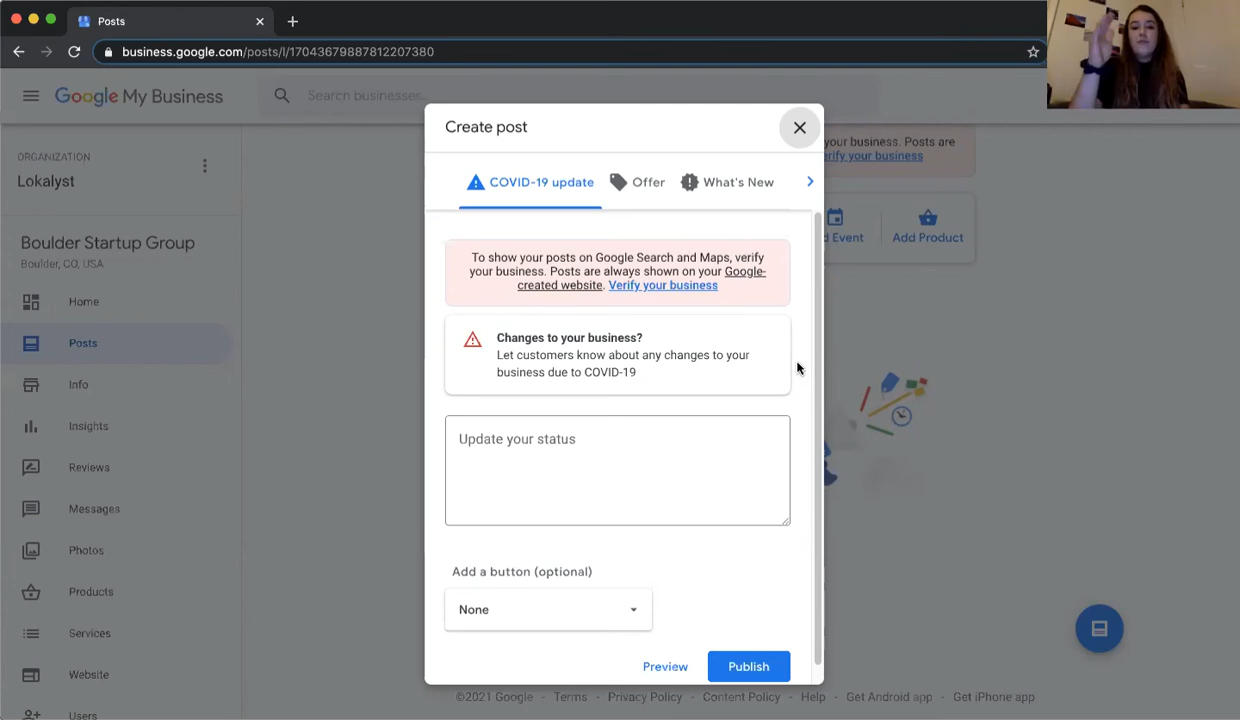 Posts
business.google.com/posts/l/17043679887812207380
Google My Business
Search businesses...
ORGANIZATION
Lokalyst
Boulder Startup Group
Boulder, CO, USA
Home
Posts
Info
Insights
Reviews
Messages
Photos
Products
Services
Website
Users
Create post
COVID-19 update
Offer
What's New
your business. Posts are
erify your business
d Event
Add Product
To show your posts on Google Search and Maps, verify
your business. Posts are always shown on your Google-
created website. Verify your business
Changes to your business?
Let customers know about any changes to your
business due to COVID-19
Update your status
Add a button (optional)
None
Preview
Publish
©2021 Google - Terms - Privacy Policy - Content Policy - Help - Get Android app - Get iPhone app